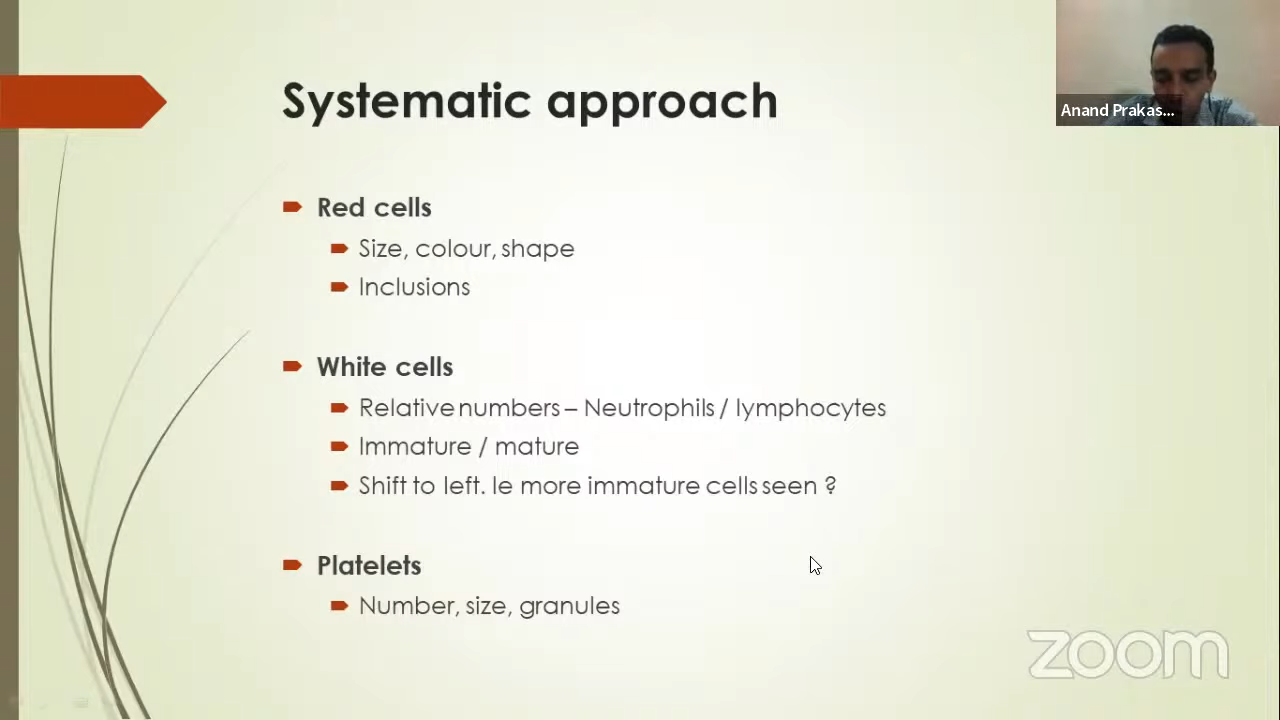 Systematic approach
Anand Prakas...
Red cells
Size, colour, shape
Inclusions
White cells
Relative numbers – Neutrophils / lymphocytes
Immature / mature
Shift to left. Ie more immature cells seen ?
Platelets
Number, size, granules
zoom